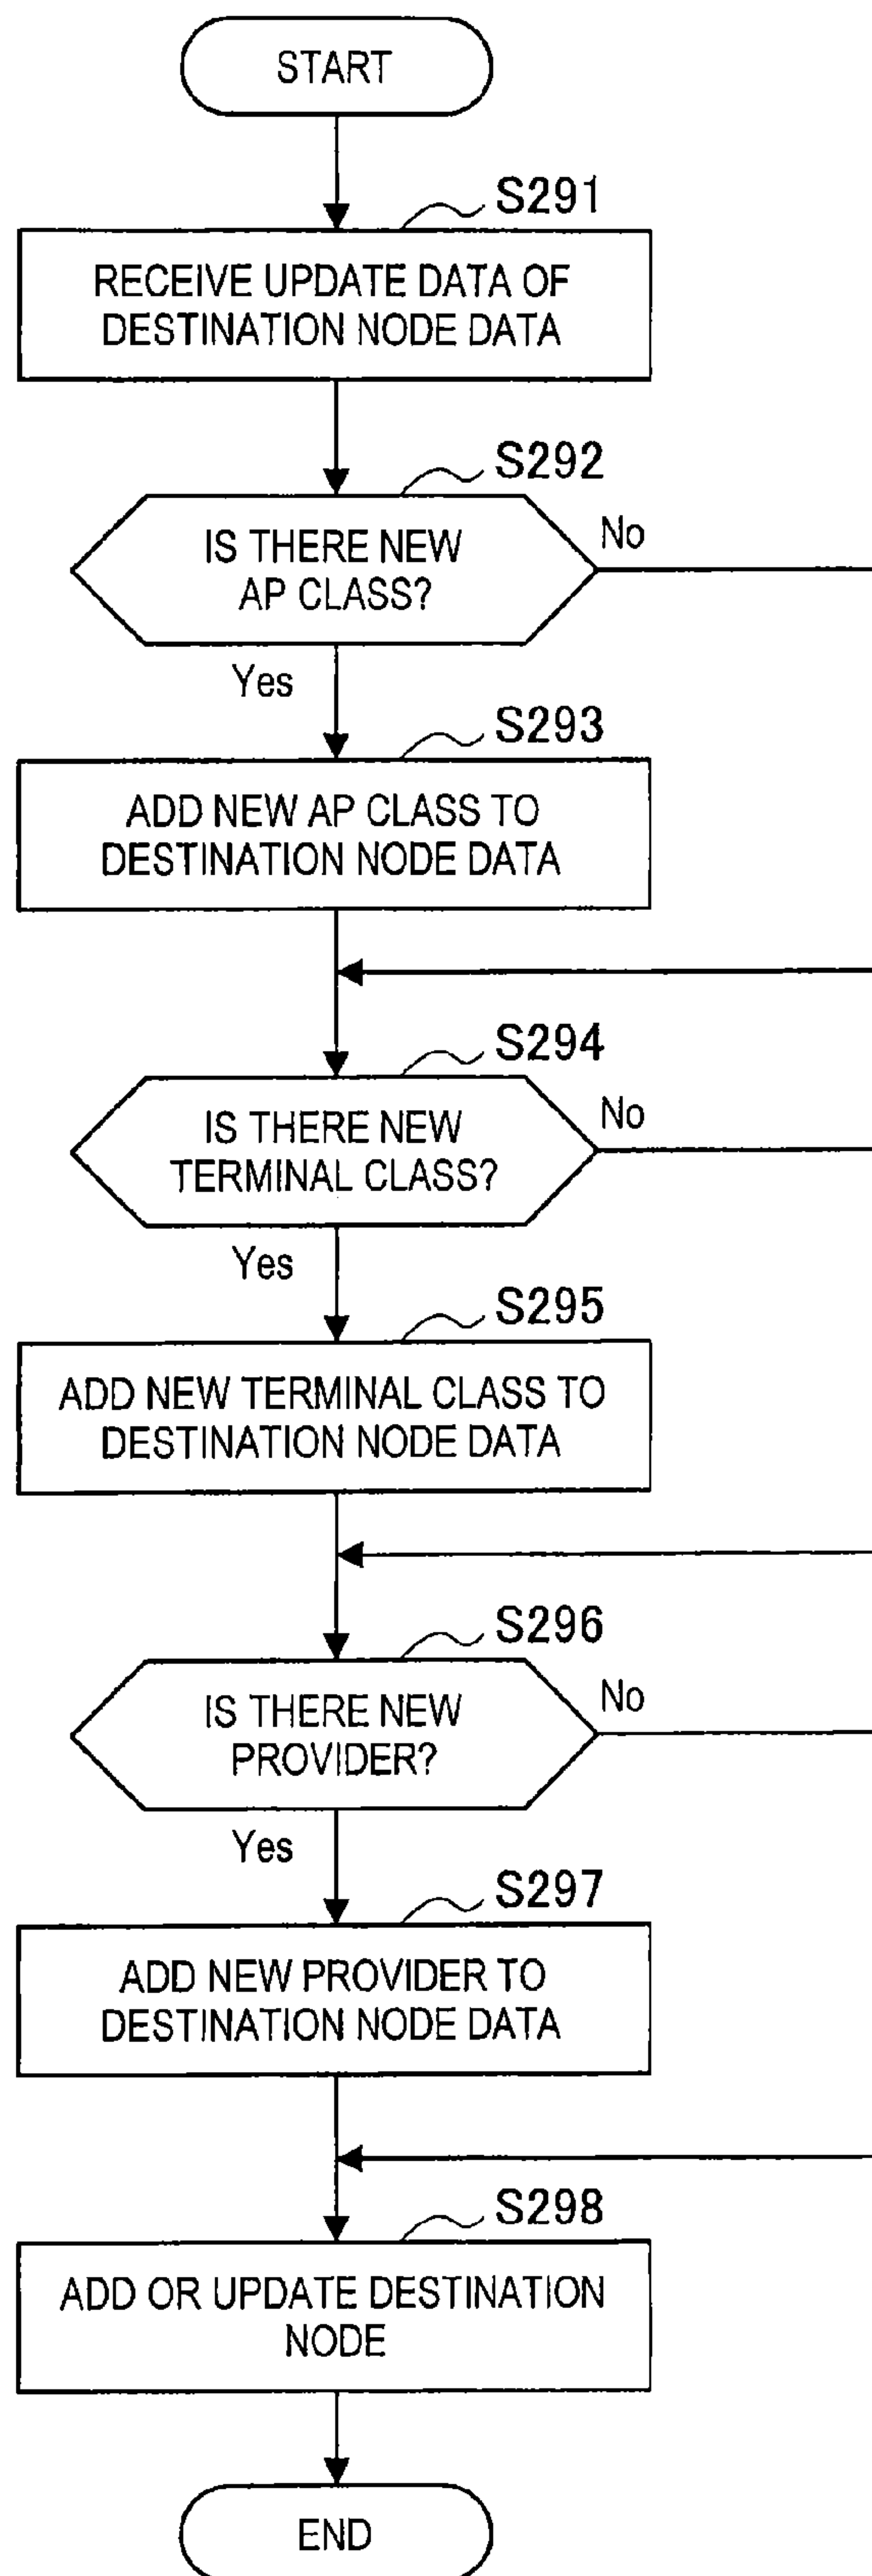 START
S291
RECEIVE UPDATE DATA OF
DESTINATION NODE DATA
S292
IS THERE NEW
AP CLASS?
No
Yes
S293
ADD NEW AP CLASS TO
DESTINATION NODE DATA
S294
IS THERE NEW
TERMINAL CLASS?
No
Yes
S295
ADD NEW TERMINAL CLASS TO
DESTINATION NODE DATA
S296
IS THERE NEW
PROVIDER?
No
Yes
S297
ADD NEW PROVIDER TO
DESTINATION NODE DATA
S298
ADD OR UPDATE DESTINATION
NODE
END